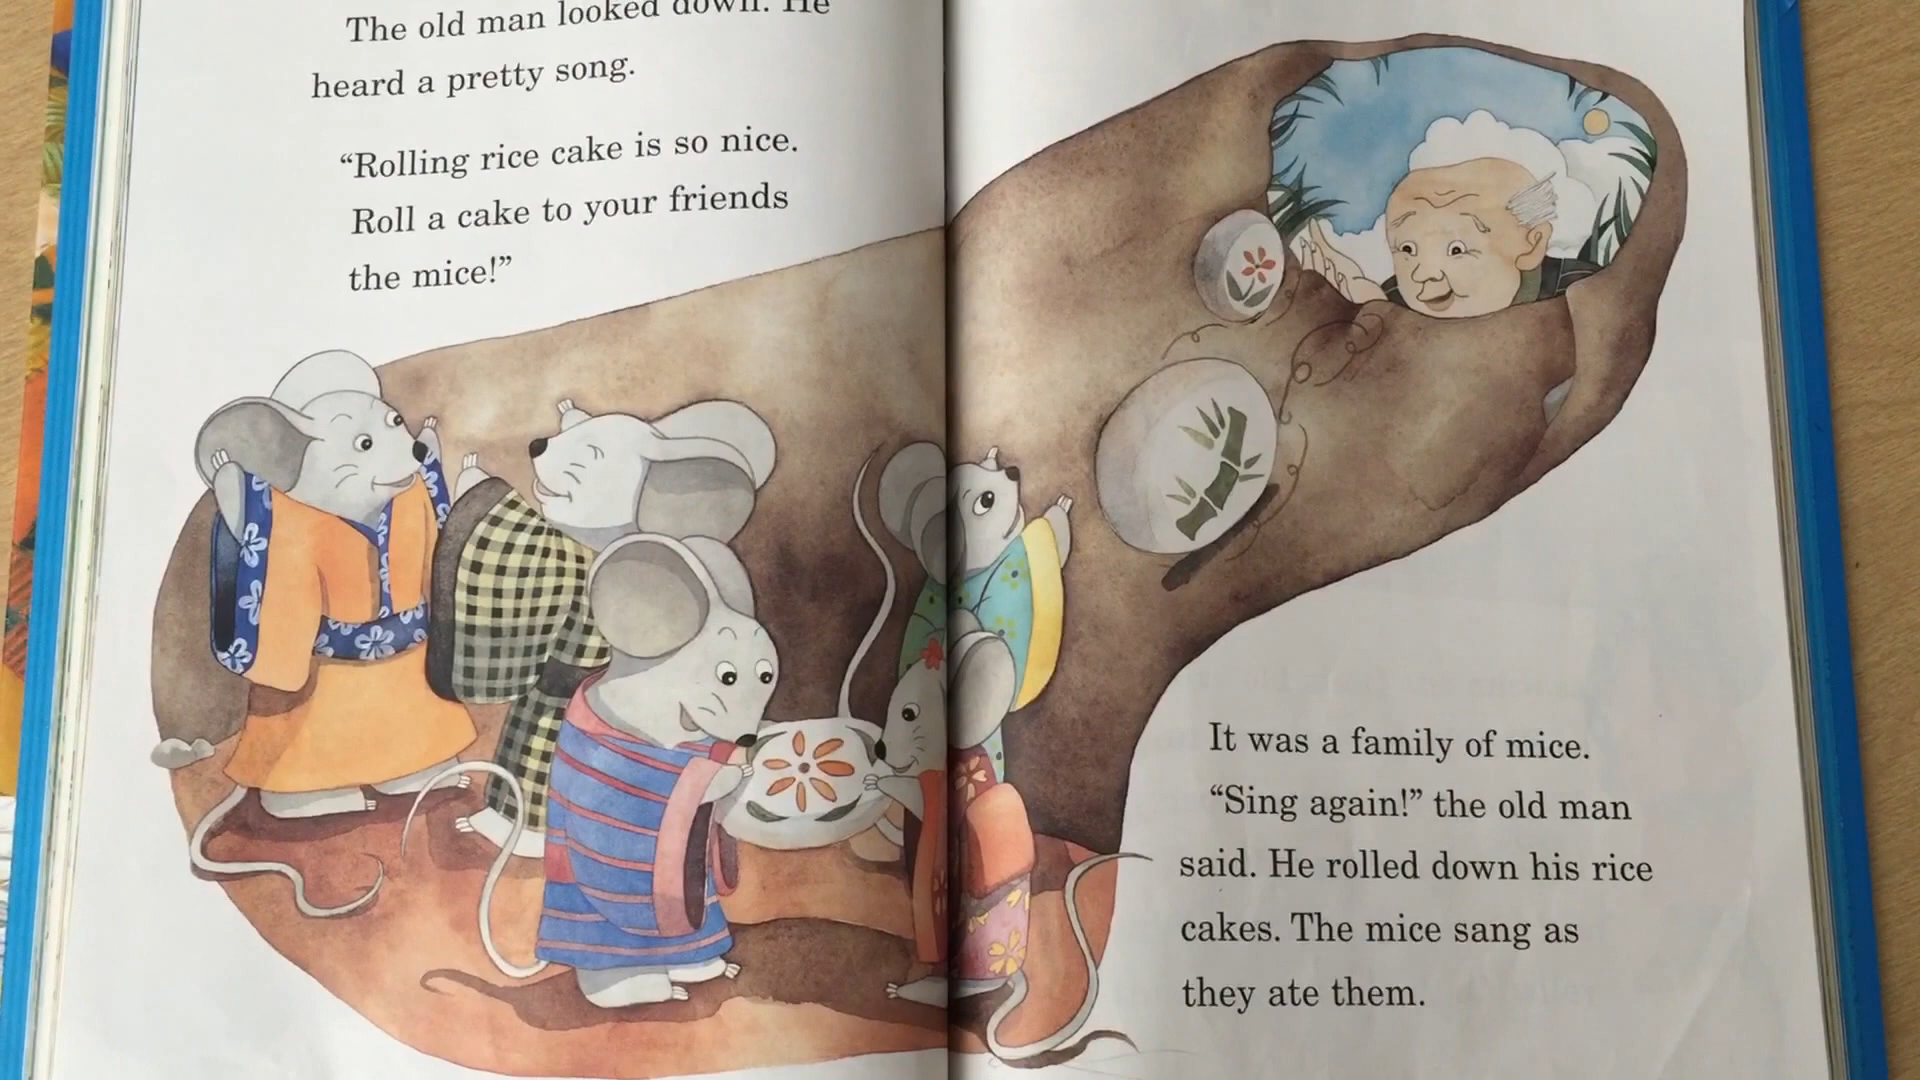 The old man looked down. He
heard a pretty song.
“Rolling rice cake is so nice.
Roll a cake to your friends
the mice!”
It was a family of mice.
“Sing again!” the old man
said. He rolled down his rice
cakes. The mice sang as
they ate them.